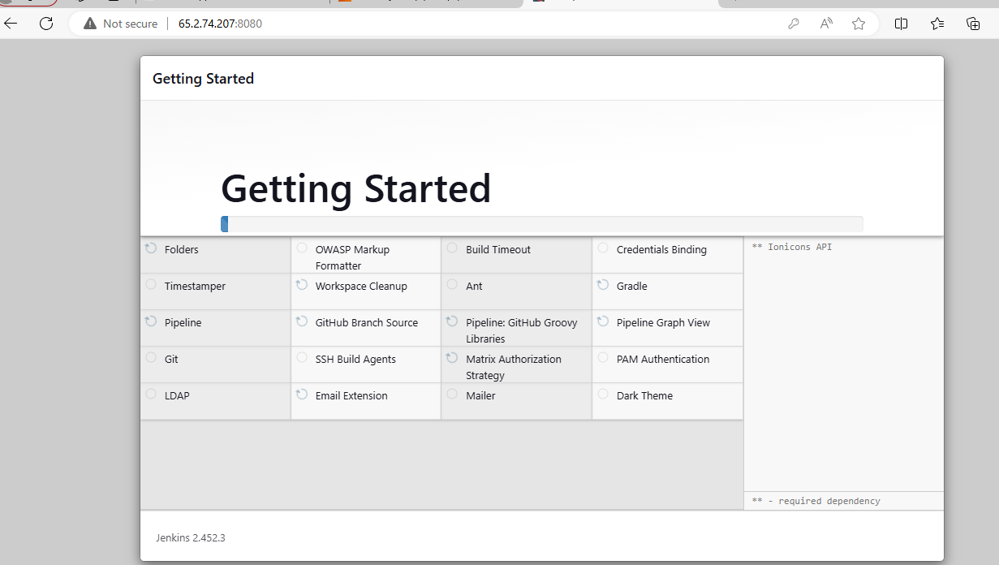 Not secure
65.2.74.207:8080
Getting Started
Getting Started
Folders
OWASP Markup
Formatter
Build Timeout
Credentials Binding
** Ionicons API
Timestamper
Workspace Cleanup
Ant
Gradle
Pipeline
GitHub Branch Source
Pipeline: GitHub Groovy
Libraries
Pipeline Graph View
Git
SSH Build Agents
Matrix Authorization
Strategy
PAM Authentication
LDAP
Email Extension
Mailer
Dark Theme
** - required dependency
Jenkins 2.452.3